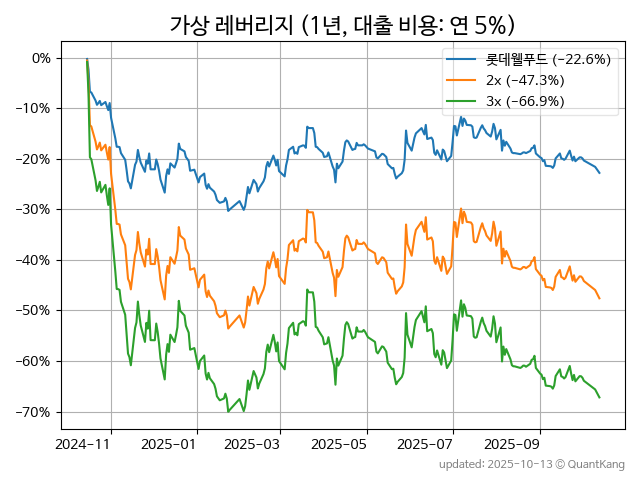 가상 레버리지 (1년, 대출 비용: 연 5%)
롯데웰푸드 (−22.6%)
2x (−47.3%)
3x (−66.9%)
0%
−10%
−20%
−30%
−40%
−50%
−60%
−70%
2024-11 2025-01 2025-03 2025-05 2025-07 2025-09
updated: 2025-10-13 © QuantKang